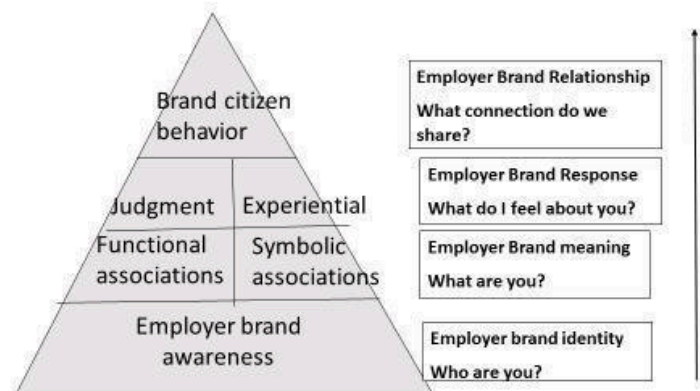 Brand citizen
behavior
Employer Brand Relationship
What connection do we
share?
Judgment
Experiential
Employer Brand Response
What do I feel about you?
Functional
associations
Symbolic
associations
Employer Brand meaning
What are you?
Employer brand
awareness
Employer brand identity
Who are you?